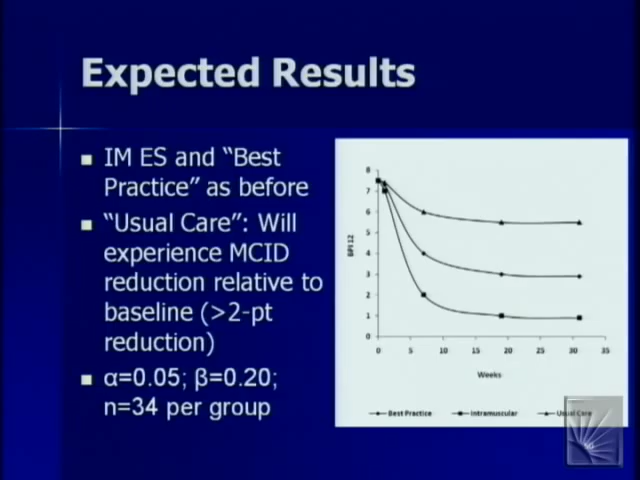 Expected Results
IM ES and “Best
Practice” as before
“Usual Care”: Will
experience MCID
reduction relative to
baseline (>2-pt
reduction)
α=0.05; β=0.20;
n=34 per group
8
7
6
5
4
3
2
1
0
BPI 12
0 5 10 15 20 25 30 35
Weeks
Best Practice Intramuscular Usual Care